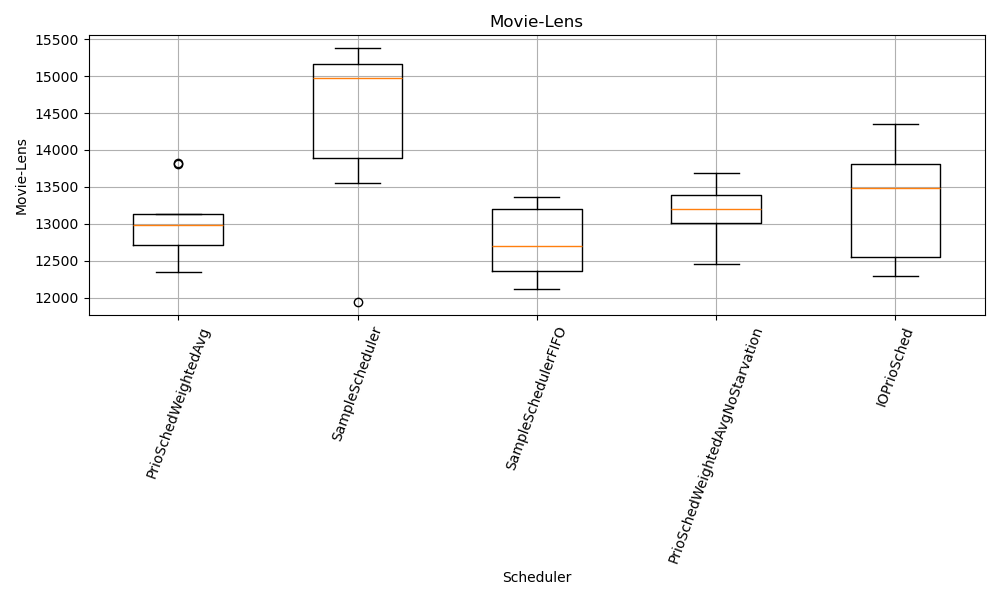 Movie-Lens
Movie-Lens
15500
15000
14500
14000
13500
13000
12500
12000
PrioSchedWeightedAvg
SampleScheduler
SampleSchedulerFIFO
PrioSchedWeightedAvgNoStarvation
IOPrioSched
Scheduler